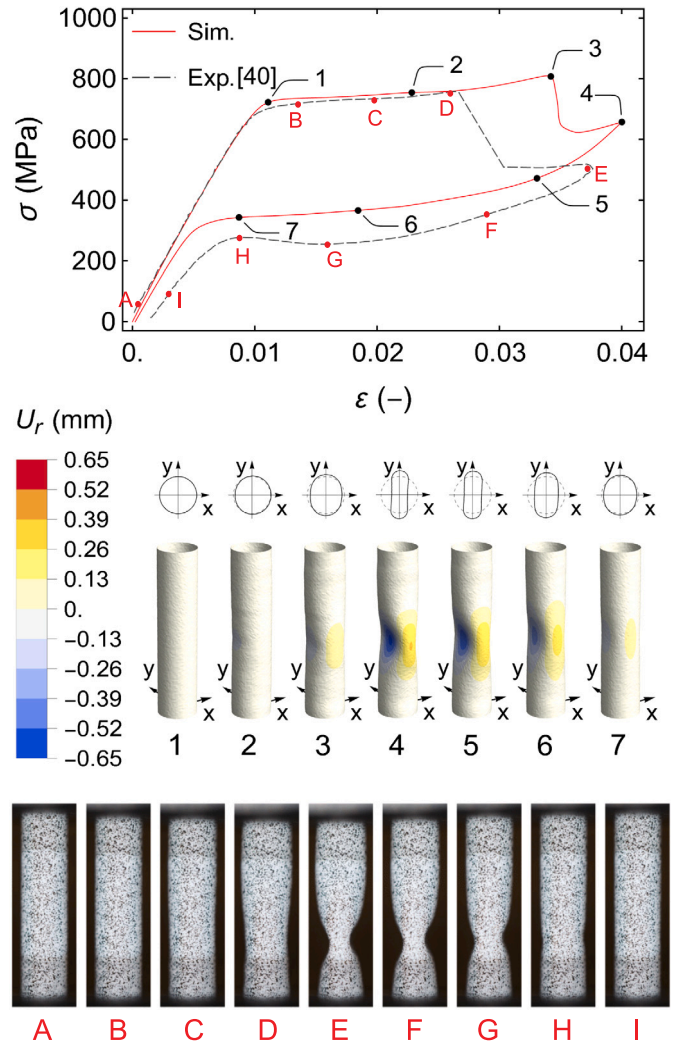 1000
800
600
400
200
0
σ (MPa)
Sim.
Exp.[40]
1
2
3
4
5
6
7
A
B
C
D
E
F
G
H
I
0.
0.01
0.02
0.03
0.04
ε (–)
U_r (mm)
0.65
0.52
0.39
0.26
0.13
0.
−0.13
−0.26
−0.39
−0.52
−0.65
y y y y y y y
x x x x x x x
y y y y y y y
x x x x x x x
1 2 3 4 5 6 7
A B C D E F G H I